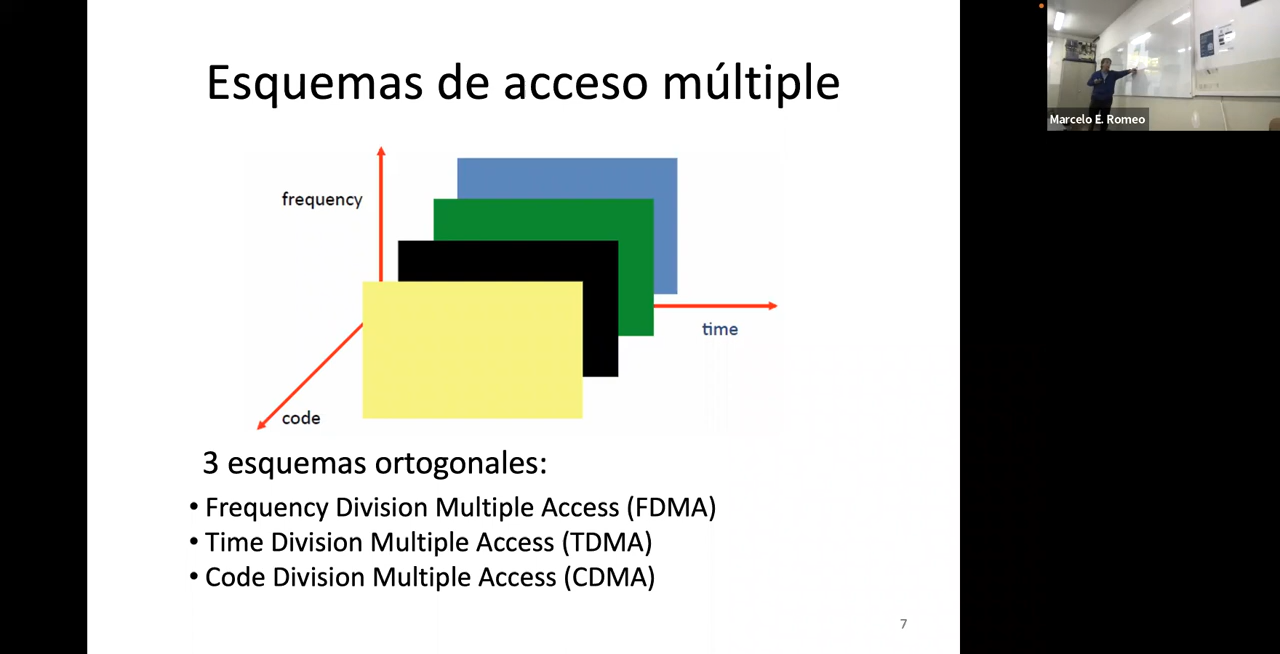 Esquemas de acceso múltiple
Marcelo E. Romeo
frequency
time
code
3 esquemas ortogonales:
• Frequency Division Multiple Access (FDMA)
• Time Division Multiple Access (TDMA)
• Code Division Multiple Access (CDMA)
7